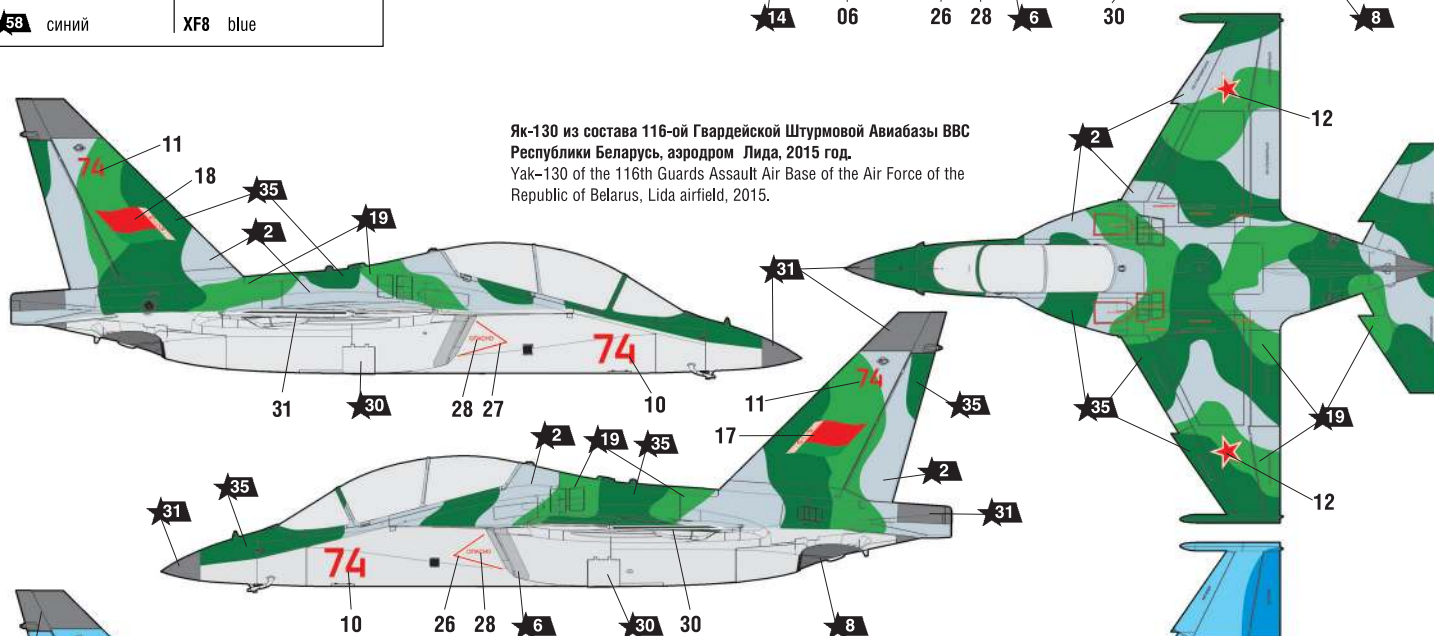 58 синий XF8 blue
14 06 26 28 6 30 8
Як-130 из состава 116-ой Гвардейской Штурмовой Авиабазы ВВС
Республики Беларусь, аэродром Лида, 2015 год.
Yak-130 of the 116th Guards Assault Air Base of the Air Force of the
Republic of Belarus, Lida airfield, 2015.
12
2
74 11
18
35
19
2
31
74
ОПАСНО
31 30 28 27 10
11 74
35
17
35 19
12
2 19 35
2
35
31
31
74
ОПАСНО
10 26 28 6 30 30 8